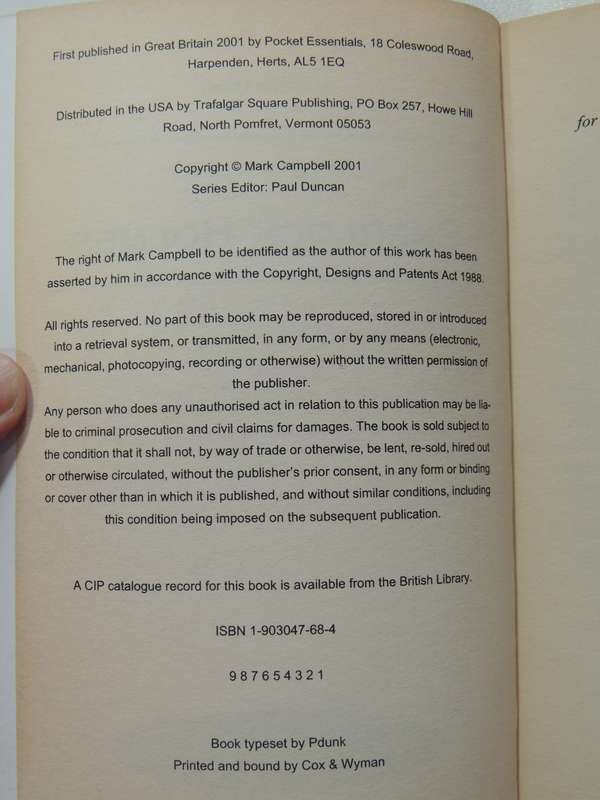 First published in Great Britain 2001 by Pocket Essentials, 18 Coleswood Road,
Harpenden, Herts, AL5 1EQ
Distributed in the USA by Trafalgar Square Publishing, PO Box 257, Howe Hill
Road, North Pomfret, Vermont 05053
Copyright © Mark Campbell 2001
Series Editor: Paul Duncan
The right of Mark Campbell to be identified as the author of this work has been
asserted by him in accordance with the Copyright, Designs and Patents Act 1988.
All rights reserved. No part of this book may be reproduced, stored in or introduced
into a retrieval system, or transmitted, in any form, or by any means (electronic,
mechanical, photocopying, recording or otherwise) without the written permission of
the publisher.
Any person who does any unauthorised act in relation to this publication may be lia-
ble to criminal prosecution and civil claims for damages. The book is sold subject to
the condition that it shall not, by way of trade or otherwise, be lent, re-sold, hired out
or otherwise circulated, without the publisher's prior consent, in any form or binding
or cover other than in which it is published, and without similar conditions, including
this condition being imposed on the subsequent publication.
A CIP catalogue record for this book is available from the British Library.
ISBN 1-903047-68-4
9 8 7 6 5 4 3 2 1
Book typeset by Pdunk
Printed and bound by Cox & Wyman
for